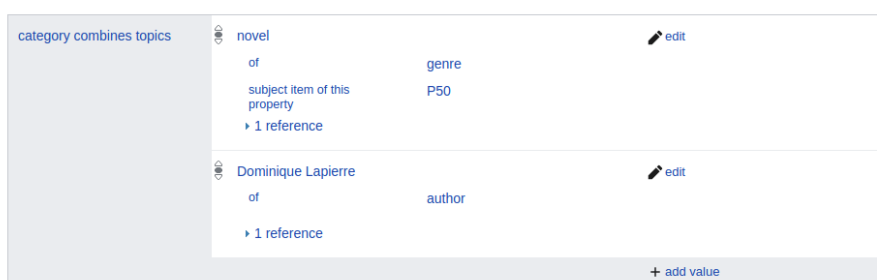 category combines topics
novel
edit
of
genre
subject item of this
property
P50
1 reference
Dominique Lapierre
edit
of
author
1 reference
+ add value